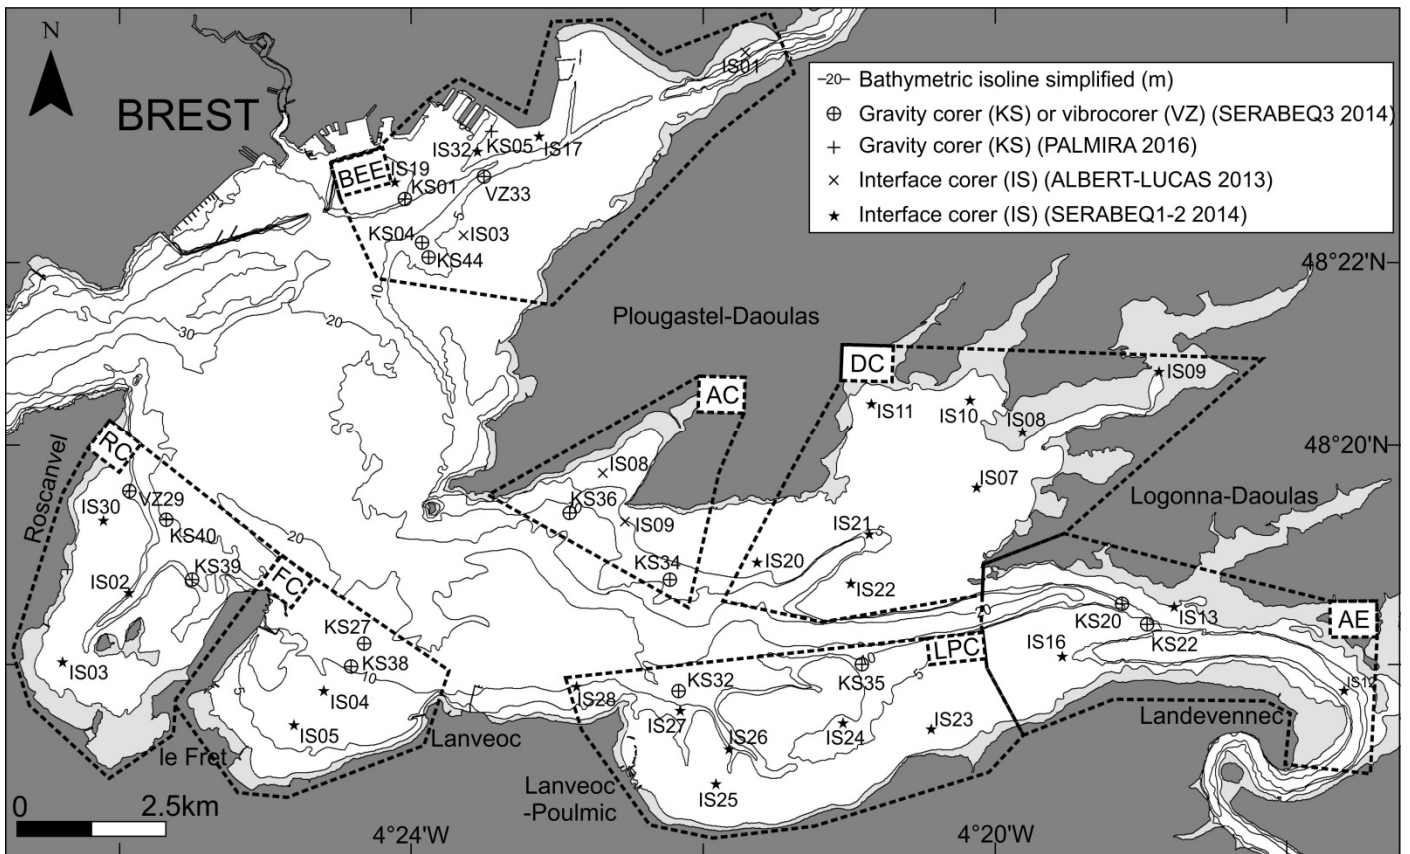 N
BREST
–20– Bathymetric isoline simplified (m)
⊕ Gravity corer (KS) or vibrocorer (VZ) (SERABEQ3 2014)
+ Gravity corer (KS) (PALMIRA 2016)
× Interface corer (IS) (ALBERT-LUCAS 2013)
★ Interface corer (IS) (SERABEQ1-2 2014)
IS01
IS32
KS05
IS17
BEE
IS19
KS01
VZ33
5
KS04
IS03
KS44
10
48°22'N
30
20
Plougastel-Daoulas
DC
AC
IS09
IS11
IS10
IS08
48°20'N
Roscanvel
RC
IS08
IS07
Logonna-Daoulas
VZ29
IS30
KS36
KS40
IS09
IS21
5
20
KS39
KS34
IS20
FC
10
IS02
IS22
KS20
IS13
AE
KS22
KS27
IS16
LPC
KS38
10
IS03
KS35
KS32
IS04
IS28
IS27
Landevennec
IS05
IS24
IS23
le Fret
Lanveoc
IS26
IS25
Lanveoc
-Poulmic
0 2.5km
4°24'W
4°20'W